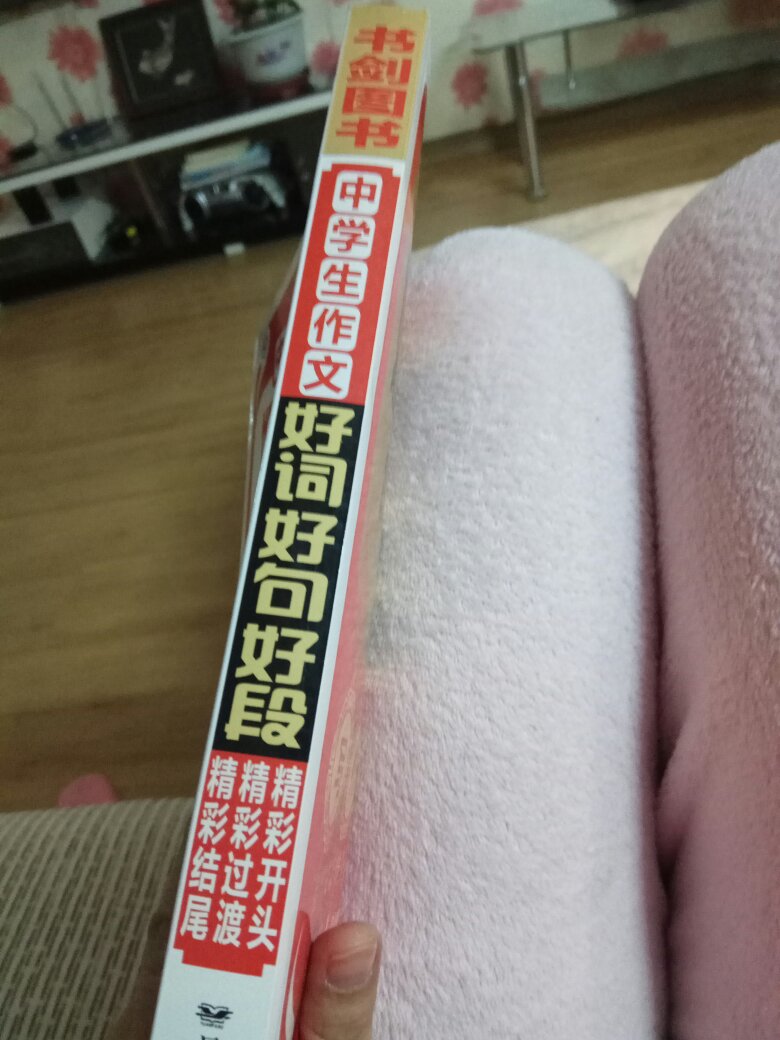 书剑图书
中学生作文
好词好句好段
精彩开头
精彩过渡
精彩结尾